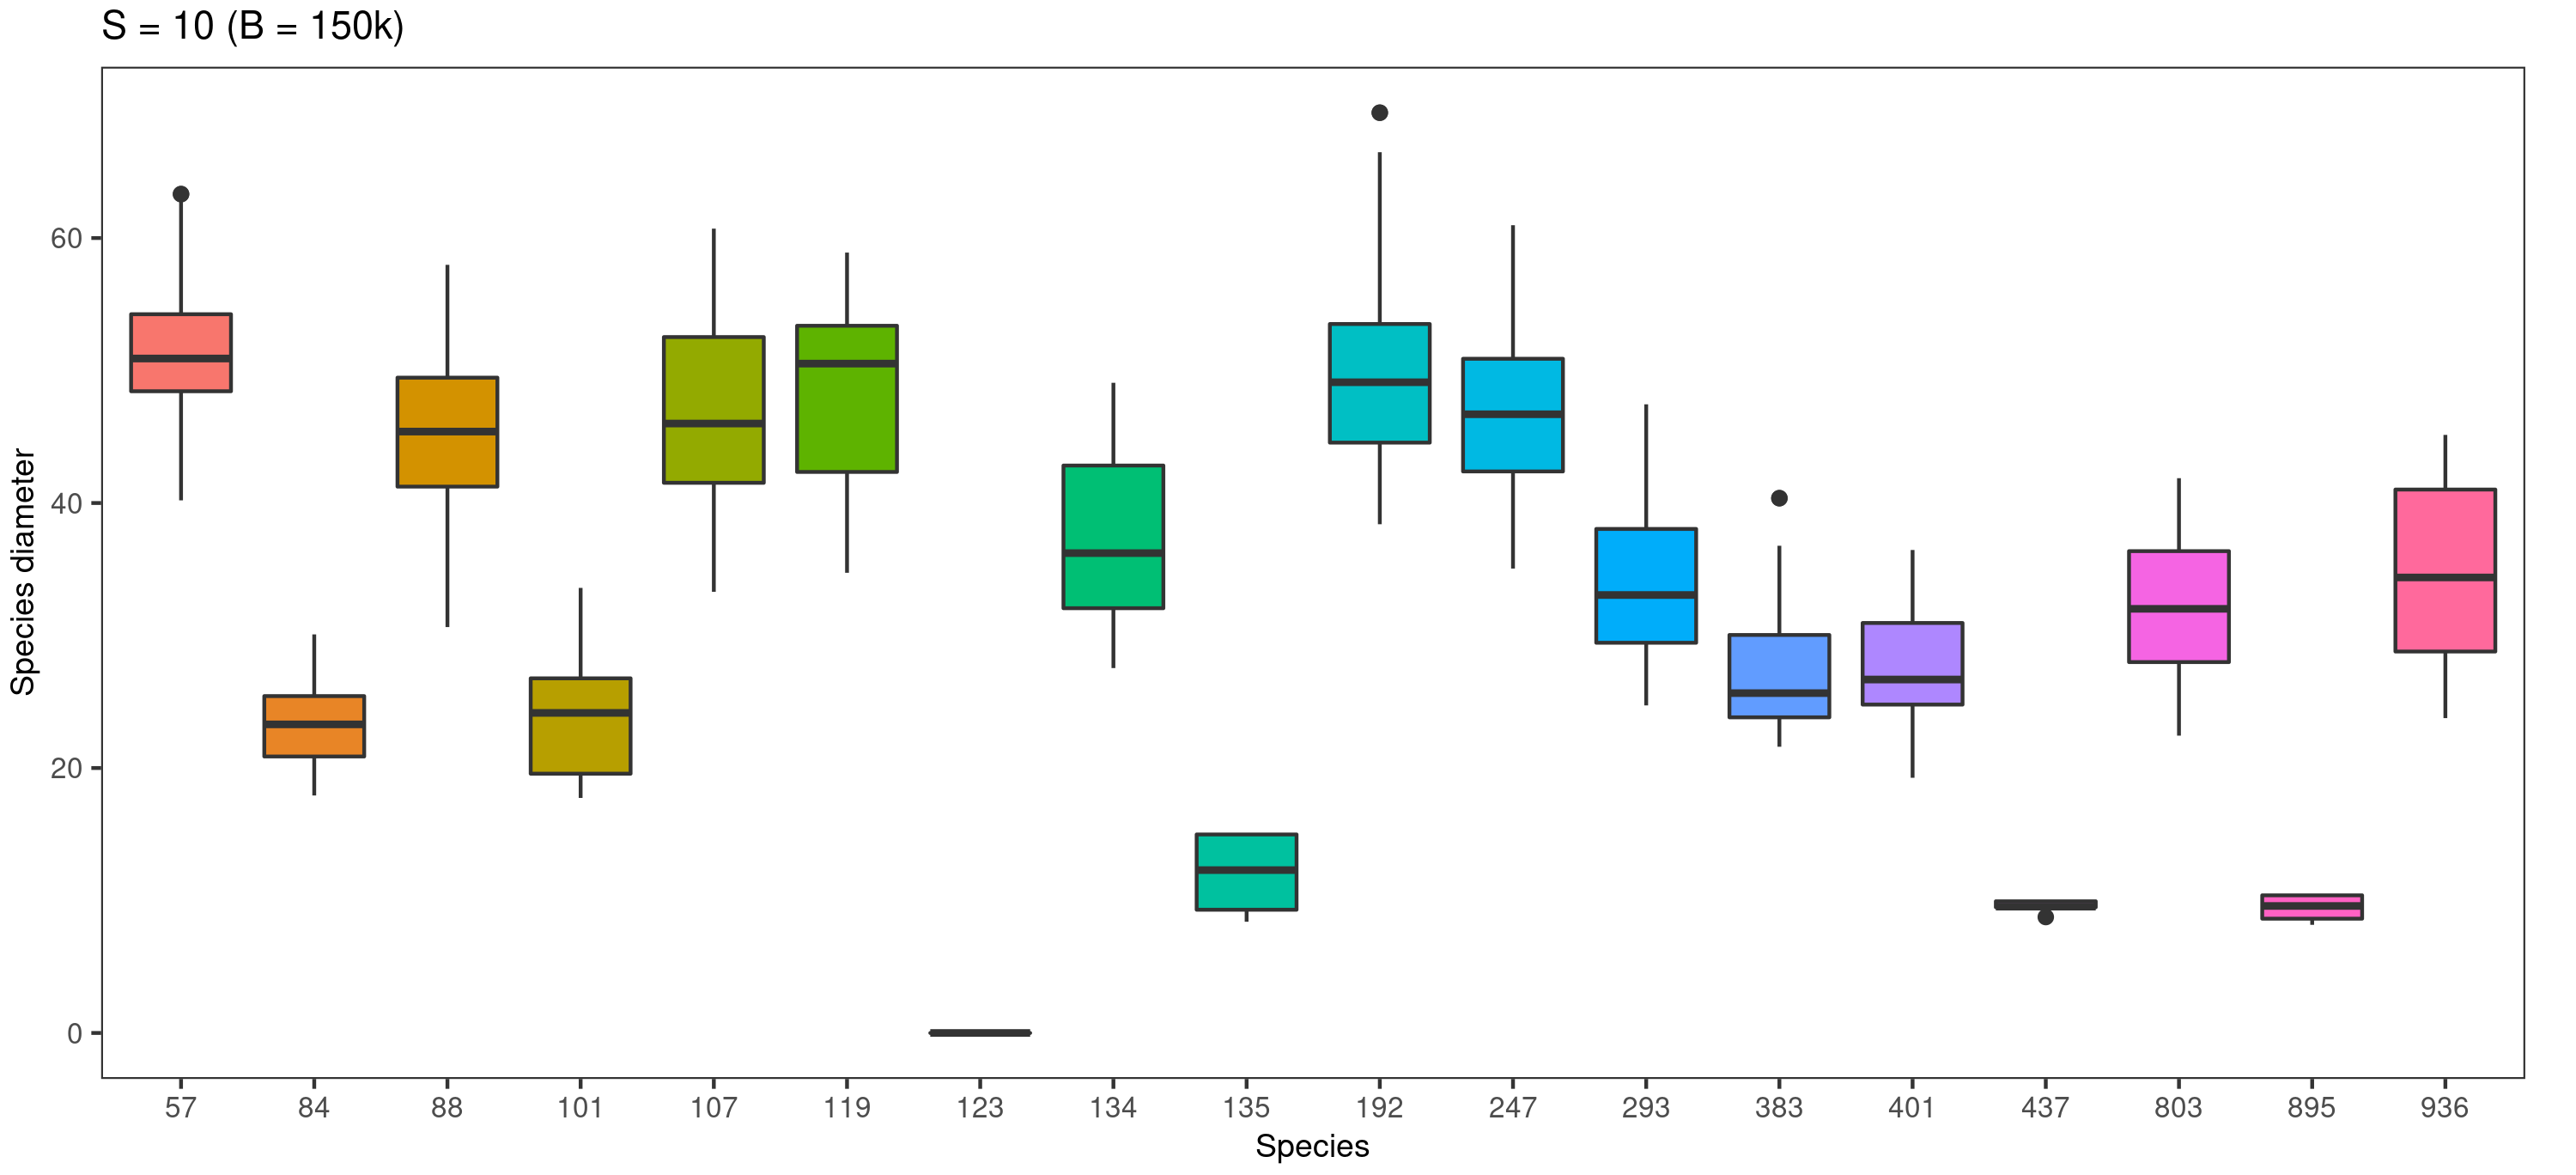 S = 10 (B = 150k)
Species diameter
60
40
20
0
57 84 88 101 107 119 123 134 135 192 247 293 383 401 437 803 895 936
Species